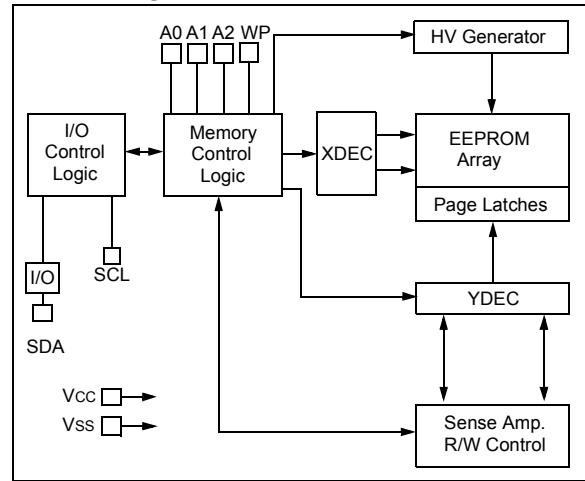 A0 A1 A2 WP
HV Generator
I/O
Control
Logic
Memory
Control
Logic
XDEC
EEPROM
Array
Page Latches
I/O
SCL
SDA
YDEC
VCC
VSS
Sense Amp.
R/W Control